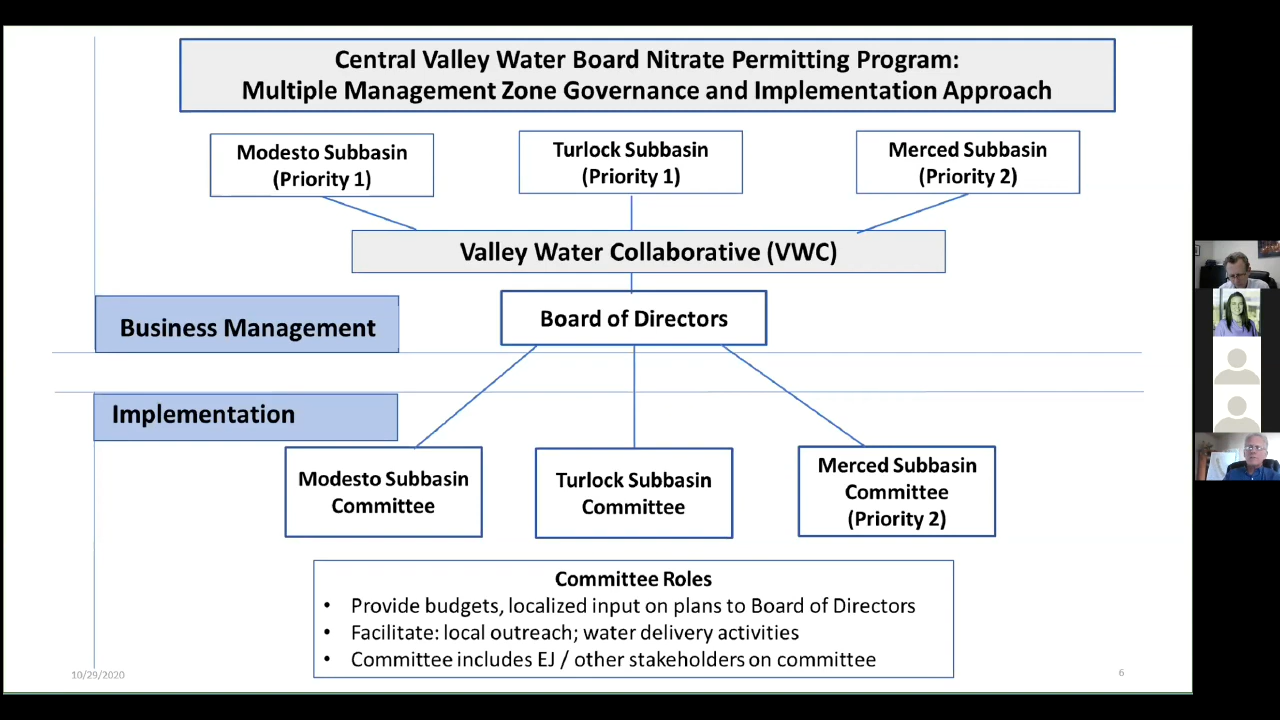 Central Valley Water Board Nitrate Permitting Program:
Multiple Management Zone Governance and Implementation Approach
Modesto Subbasin
(Priority 1)
Turlock Subbasin
(Priority 1)
Merced Subbasin
(Priority 2)
Valley Water Collaborative (VWC)
Business Management
Board of Directors
Implementation
Modesto Subbasin
Committee
Turlock Subbasin
Committee
Merced Subbasin
Committee
(Priority 2)
Committee Roles
• Provide budgets, localized input on plans to Board of Directors
• Facilitate: local outreach; water delivery activities
• Committee includes EJ / other stakeholders on committee
10/29/2020
6